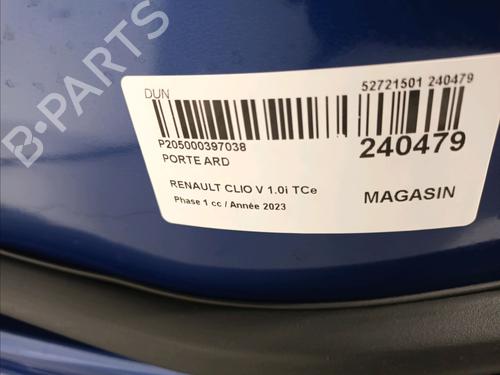 DUN
52721501 240479
P205000397038
240479
PORTE ARD
RENAULT CLIO V 1.0i TCe
MAGASIN
Phase 1 cc / Année 2023
B-PARTS